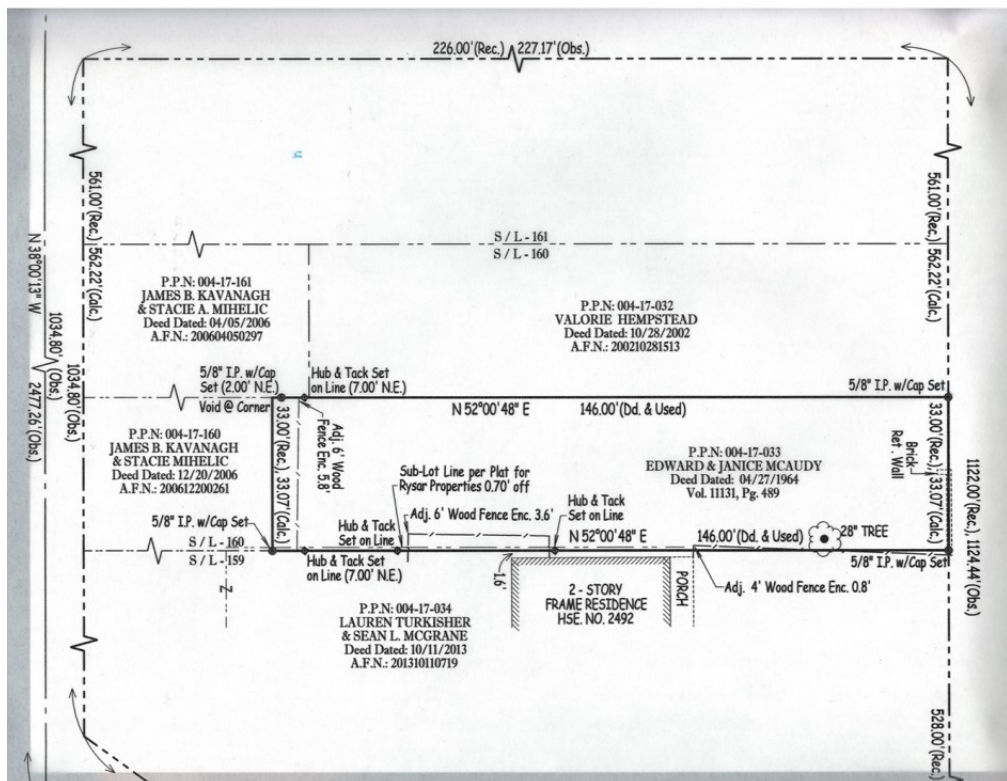 226.00'(Rec.) 227.17'(Obs.)
561.00'(Rec.) 562.22'(Calc.)
561.00'(Rec.) 562.22'(Calc.)
N 38°00'13" W 2477.26'(Obs.)
1034.80' (Obs.)
1034.80'(Obs.)
S / L - 161
S / L - 160
P.P.N: 004-17-161
JAMES B. KAVANAGH
& STACIE A. MIHELIC
Deed Dated: 04/05/2006
A.F.N.: 200604050297
P.P.N: 004-17-032
VALORIE HEMPSTEAD
Deed Dated: 10/28/2002
A.F.N.: 200210281513
5/8" I.P. w/Cap
Set (2.00' N.E.)
Void @ Corner
Hub & Tack Set
on Line (7.00' N.E.)
5/8" I.P. w/Cap Set
N 52°00'48" E 146.00'(Dd. & Used)
33.00'(Rec.) 33.07'(Calc.)
Adj. 6' Wood
Fence Enc. 5.8'
P.P.N: 004-17-160
JAMES B. KAVANAGH
& STACIE MIHELIC
Deed Dated: 12/20/2006
A.F.N.: 200612200261
P.P.N: 004-17-033
EDWARD & JANICE MCAUDY
Deed Dated: 04/27/1964
Vol. 11131, Pg. 489
Brick
Ret. Wall
33.00'(Rec.) 33.07'(Calc.)
1122.00'(Rec.) 1124.44'(Obs.)
Sub-Lot Line per Plat for
Rysar Properties 0.70' off
Adj. 6' Wood Fence Enc. 3.6'
Hub & Tack
Set on Line
Hub & Tack
Set on Line
N 52°00'48" E 146.00'(Dd. & Used)
28" TREE
5/8" I.P. w/Cap Set
S / L - 160
S / L - 159
Hub & Tack Set
on Line (7.00' N.E.)
5/8" I.P. w/Cap Set
1.6'
2 - STORY
FRAME RESIDENCE
HSE. NO. 2492
PORCH
Adj. 4' Wood Fence Enc. 0.8'
Z
P.P.N: 004-17-034
LAUREN TURKISHER
& SEAN L. MCGRANE
Deed Dated: 10/11/2013
A.F.N.: 201310110719
528.00'(Rec.)